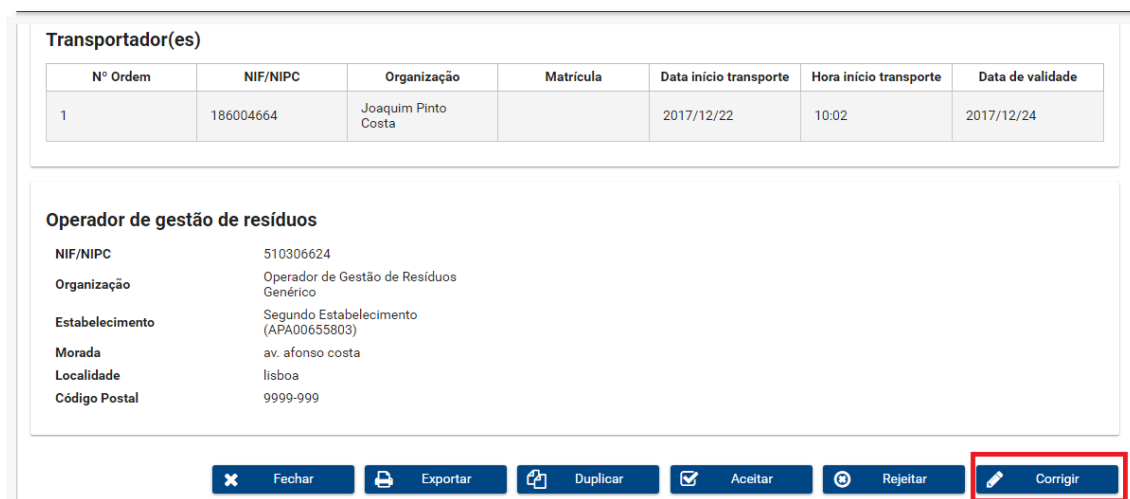 Transportador(es)
Nº Ordem NIF/NIPC Organização Matrícula Data início transporte Hora início transporte Data de validade
1 186004664 Joaquim Pinto Costa 2017/12/22 10:02 2017/12/24
Operador de gestão de resíduos
NIF/NIPC 510306624
Organização Operador de Gestão de Resíduos
Genérico
Estabelecimento Segundo Estabelecimento
(APA00655803)
Morada av. afonso costa
Localidade lisboa
Código Postal 9999-999
Fechar Exportar Duplicar Aceitar Rejeitar Corrigir